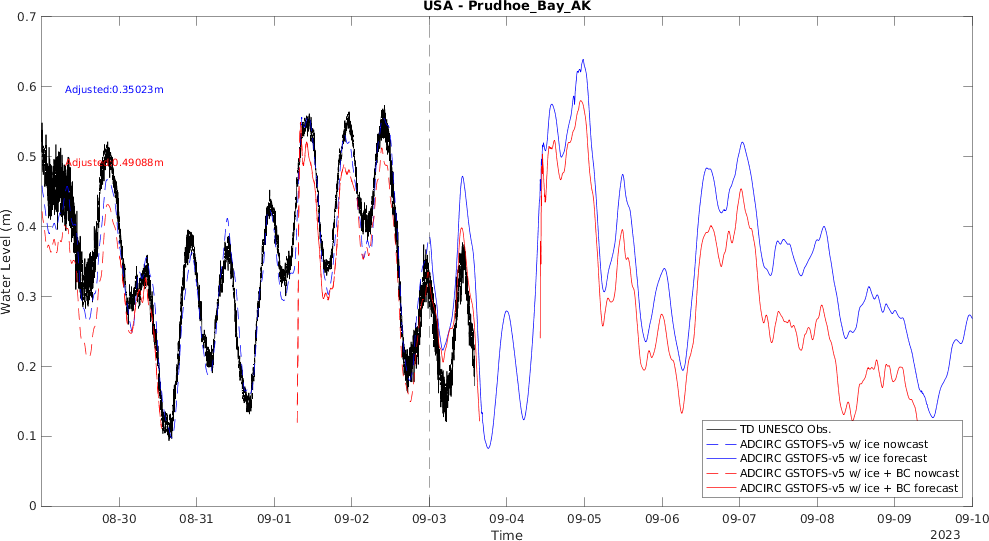 USA - Prudhoe_Bay_AK
0.7
0.6
0.5
0.4
0.3
0.2
0.1
0
Water Level (m)
Adjusted:0.35023m
Adjusted:0.49088m
TD UNESCO Obs.
ADCIRC GSTOFS-v5 w/ ice nowcast
ADCIRC GSTOFS-v5 w/ ice forecast
ADCIRC GSTOFS-v5 w/ ice + BC nowcast
ADCIRC GSTOFS-v5 w/ ice + BC forecast
08-30 08-31 09-01 09-02 09-03 09-04 09-05 09-06 09-07 09-08 09-09 09-10
Time
2023